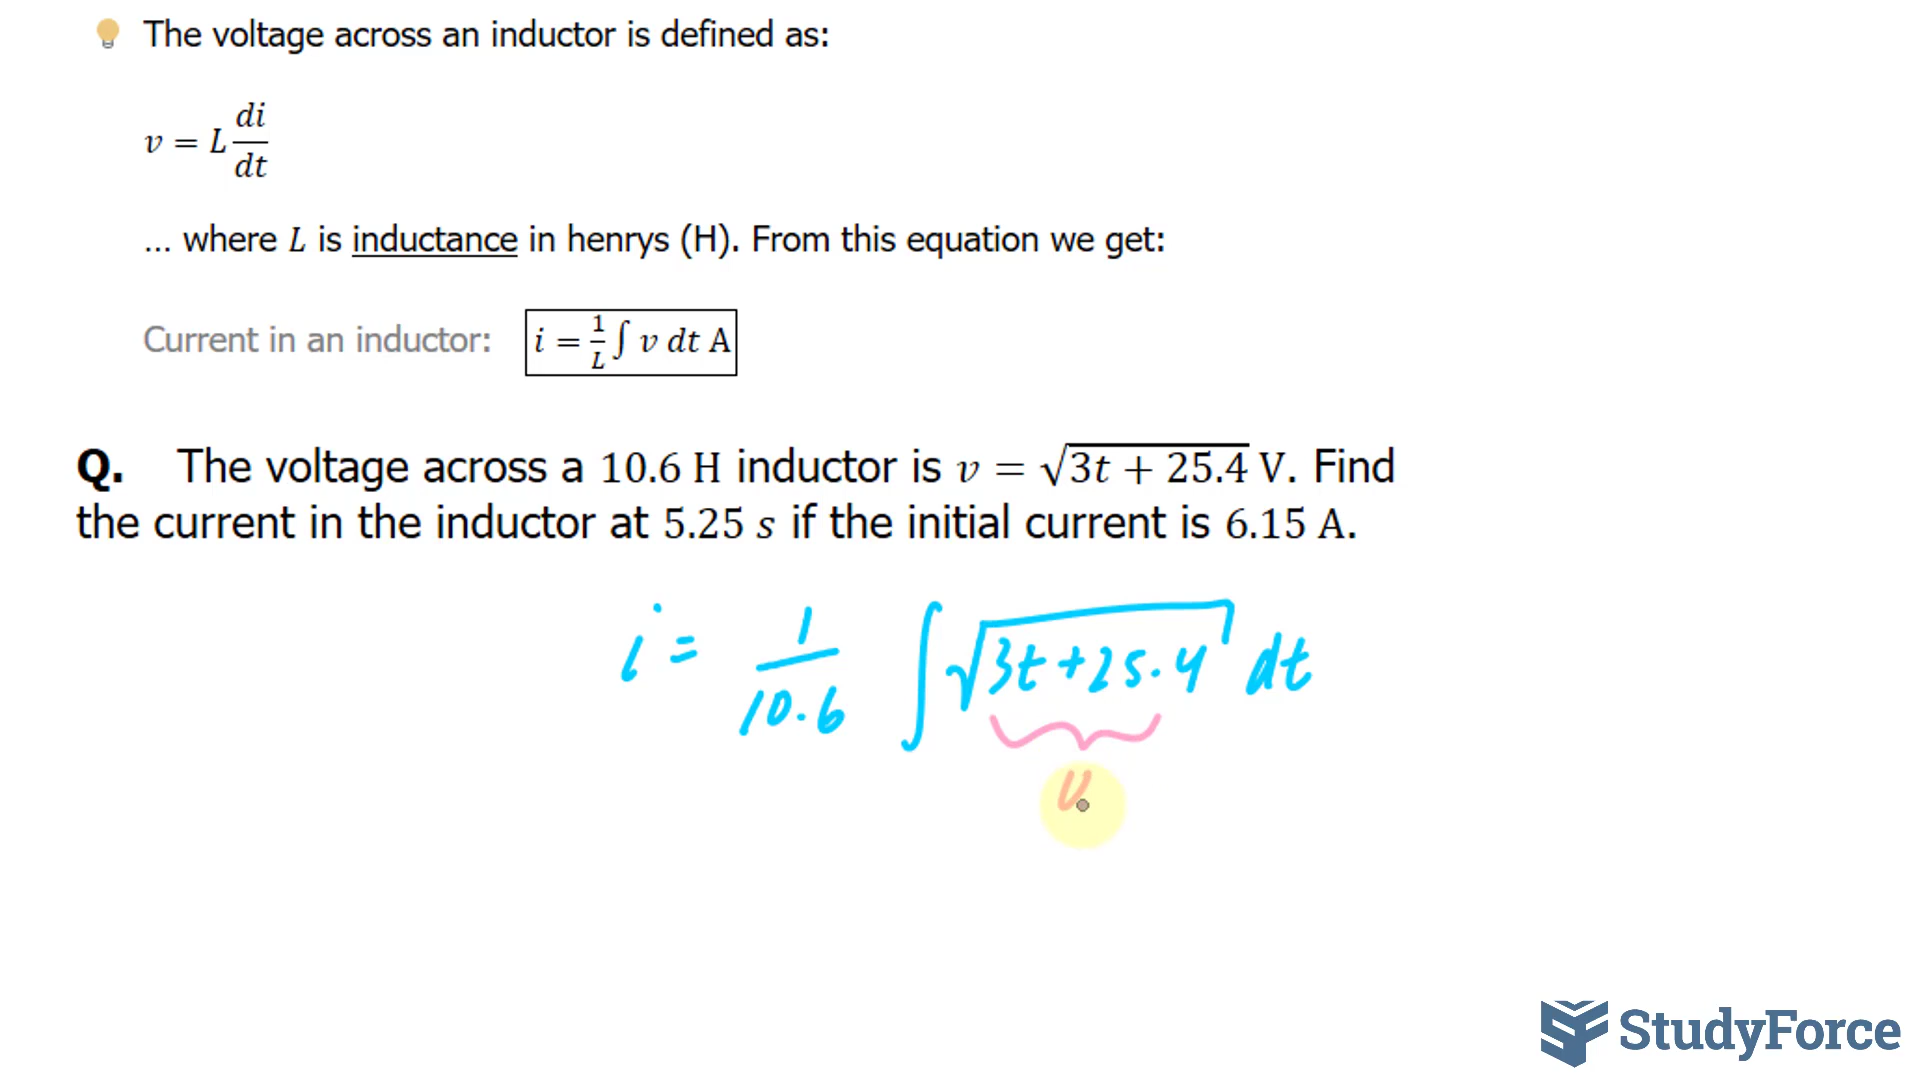 The voltage across an inductor is defined as:
v = L di/dt
... where L is inductance in henrys (H). From this equation we get:
Current in an inductor: i = 1/L ∫ v dt A
Q. The voltage across a 10.6 H inductor is v = √(3t + 25.4) V. Find
the current in the inductor at 5.25 s if the initial current is 6.15 A.
i = 1/10.6 ∫ √(3t+25.4) dt
U
StudyForce